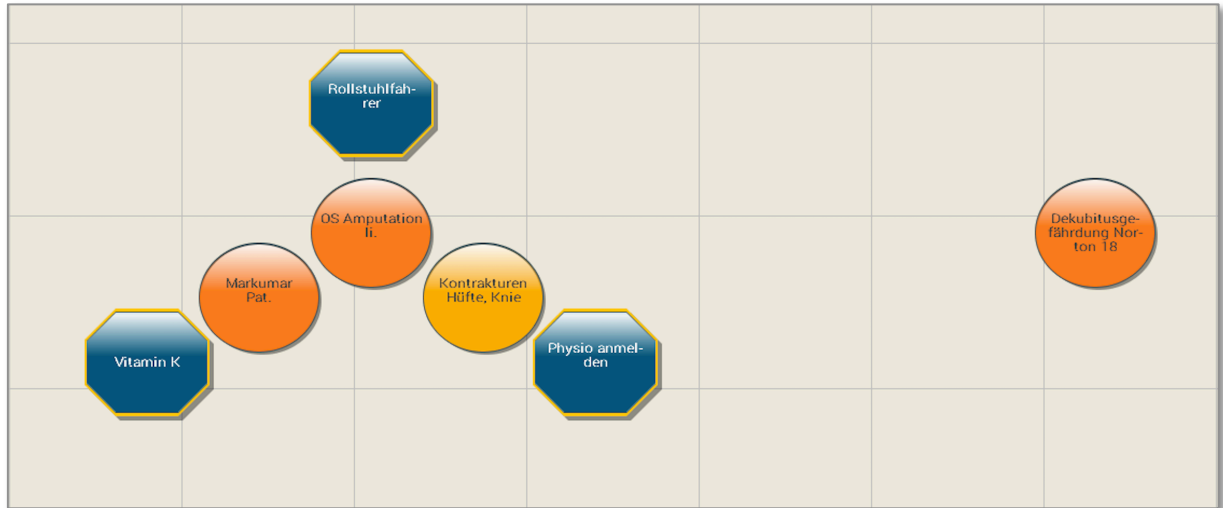 Rollstuhlfah-
rer
OS Amputation
li.
Markumar
Pat.
Kontrakturen
Hüfte, Knie
Vitamin K
Physio anmel-
den
Dekubitusge-
fährdung Nor-
ton 18